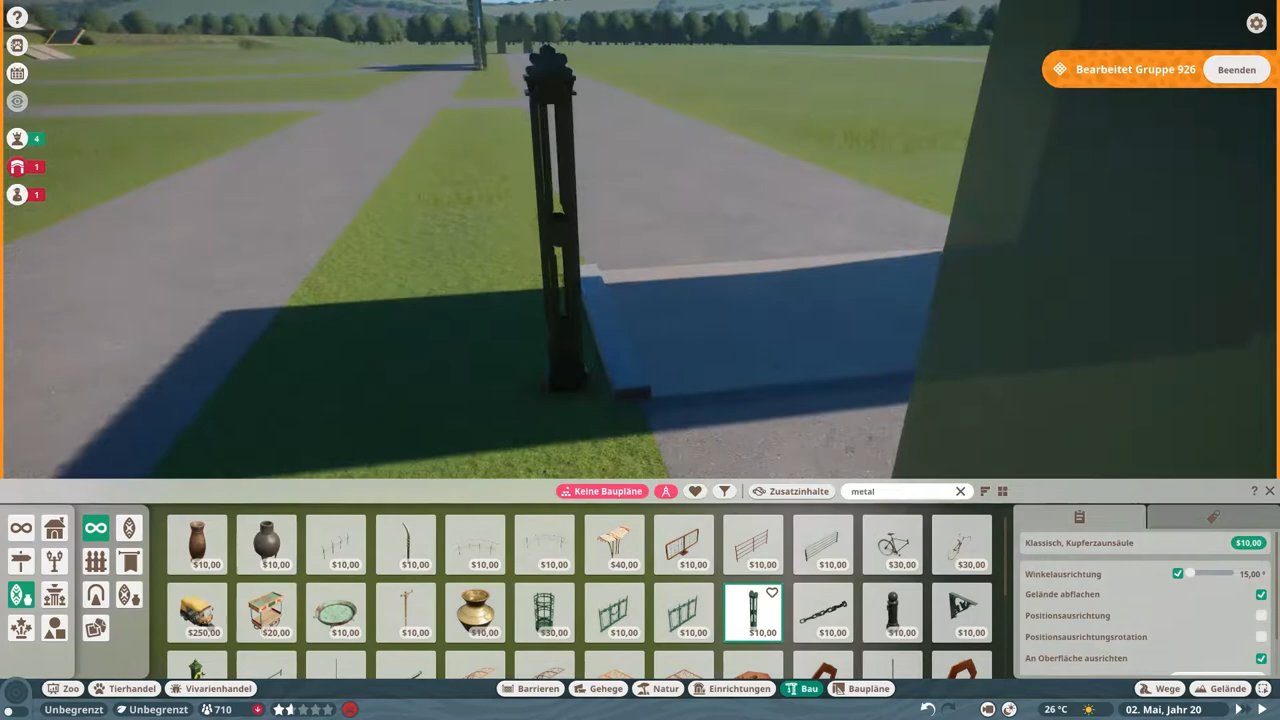 ?
Bearbeitet Gruppe 926
Beenden
4
1
1
Keine Baupläne
Zusatzinhalte
metal
?
$10,00
$10,00
$10,00
$10,00
$10,00
$10,00
$40,00
$10,00
$10,00
$10,00
$30,00
$30,00
$250,00
$20,00
$10,00
$10,00
$10,00
$30,00
$10,00
$10,00
$10,00
$10,00
$10,00
$10,00
Klassisch, Kupferzaunsäule
$10,00
Winkelausrichtung
15,00 °
Gelände abflachen
Positionsausrichtung
Positionsausrichtungsrotation
An Oberfläche ausrichten
Zoo
Tierhandel
Vivarienhandel
Barrieren
Gehege
Natur
Einrichtungen
Bau
Baupläne
Wege
Gelände
Unbegrenzt
Unbegrenzt
710
26 °C
02. Mai, Jahr 20